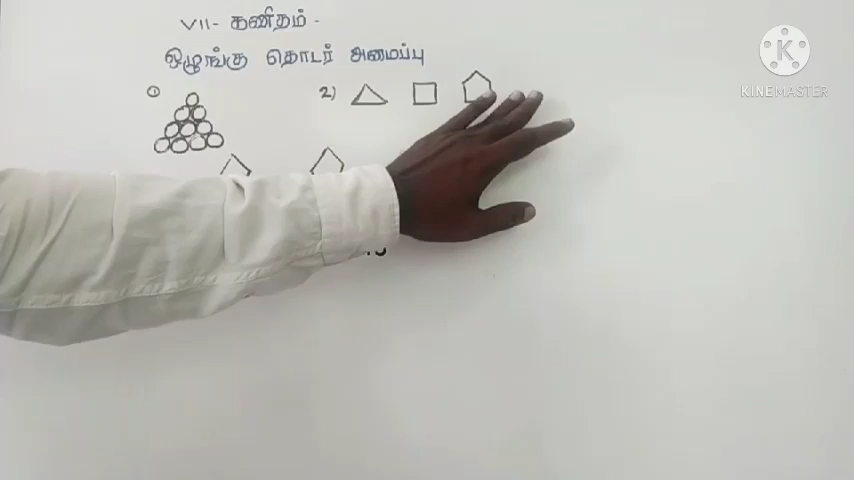 VII- கணிதம்.
ஒழுங்கு தொடர் அமைப்பு
①
2)
KINEMASTER